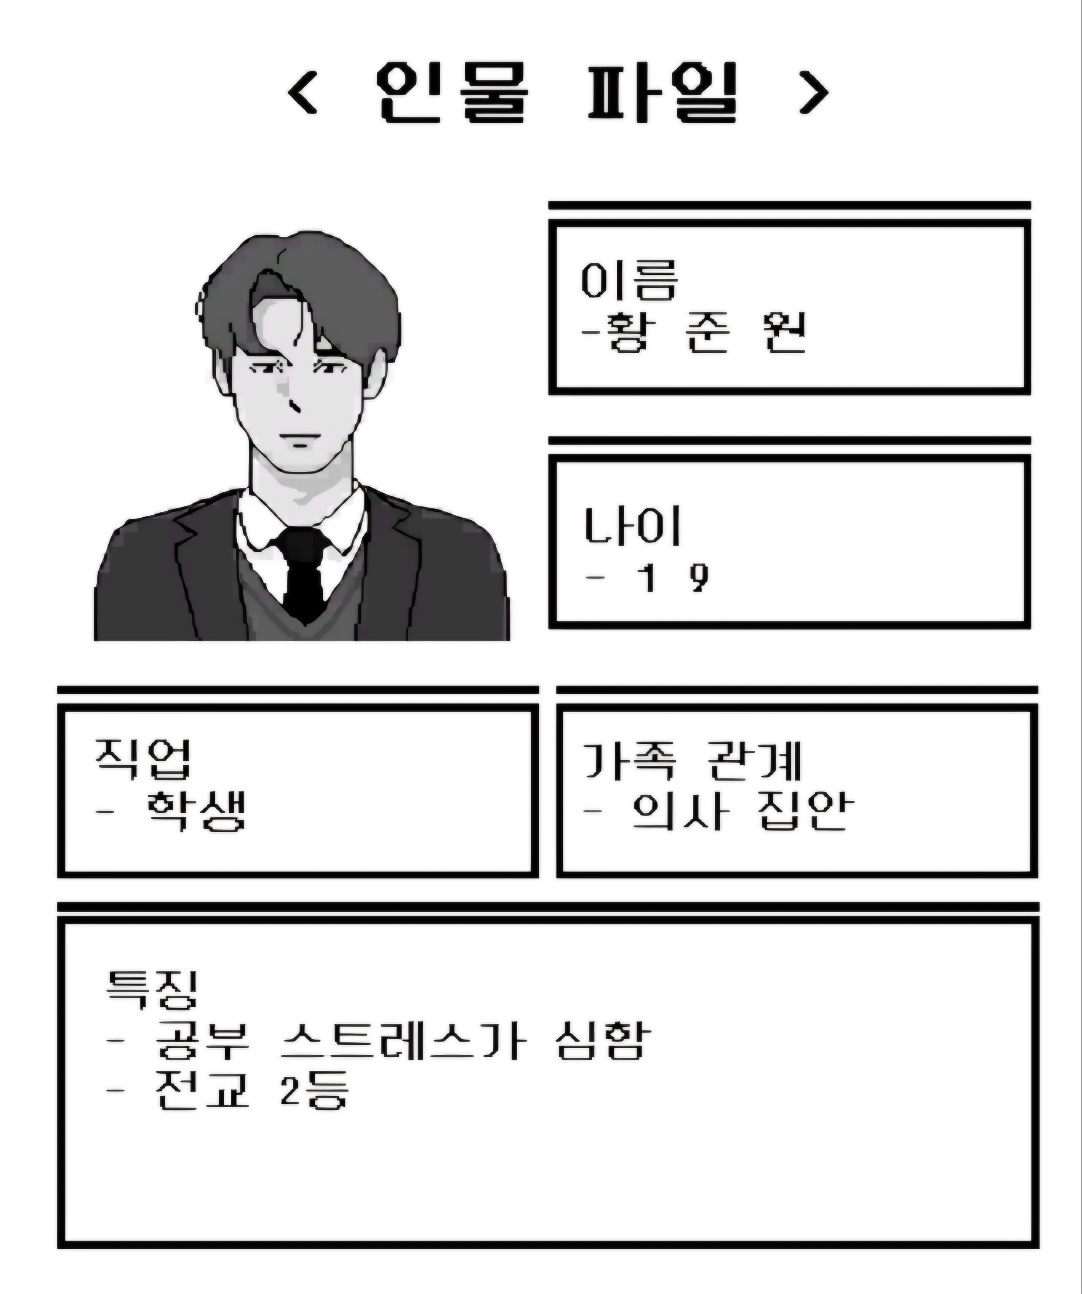 < 인물 파일 >
이름
-황 준 원
나이
- 1 9
직업
- 학생
가족 관계
- 의사 집안
특징
- 공부 스트레스가 심함
- 전교 2등